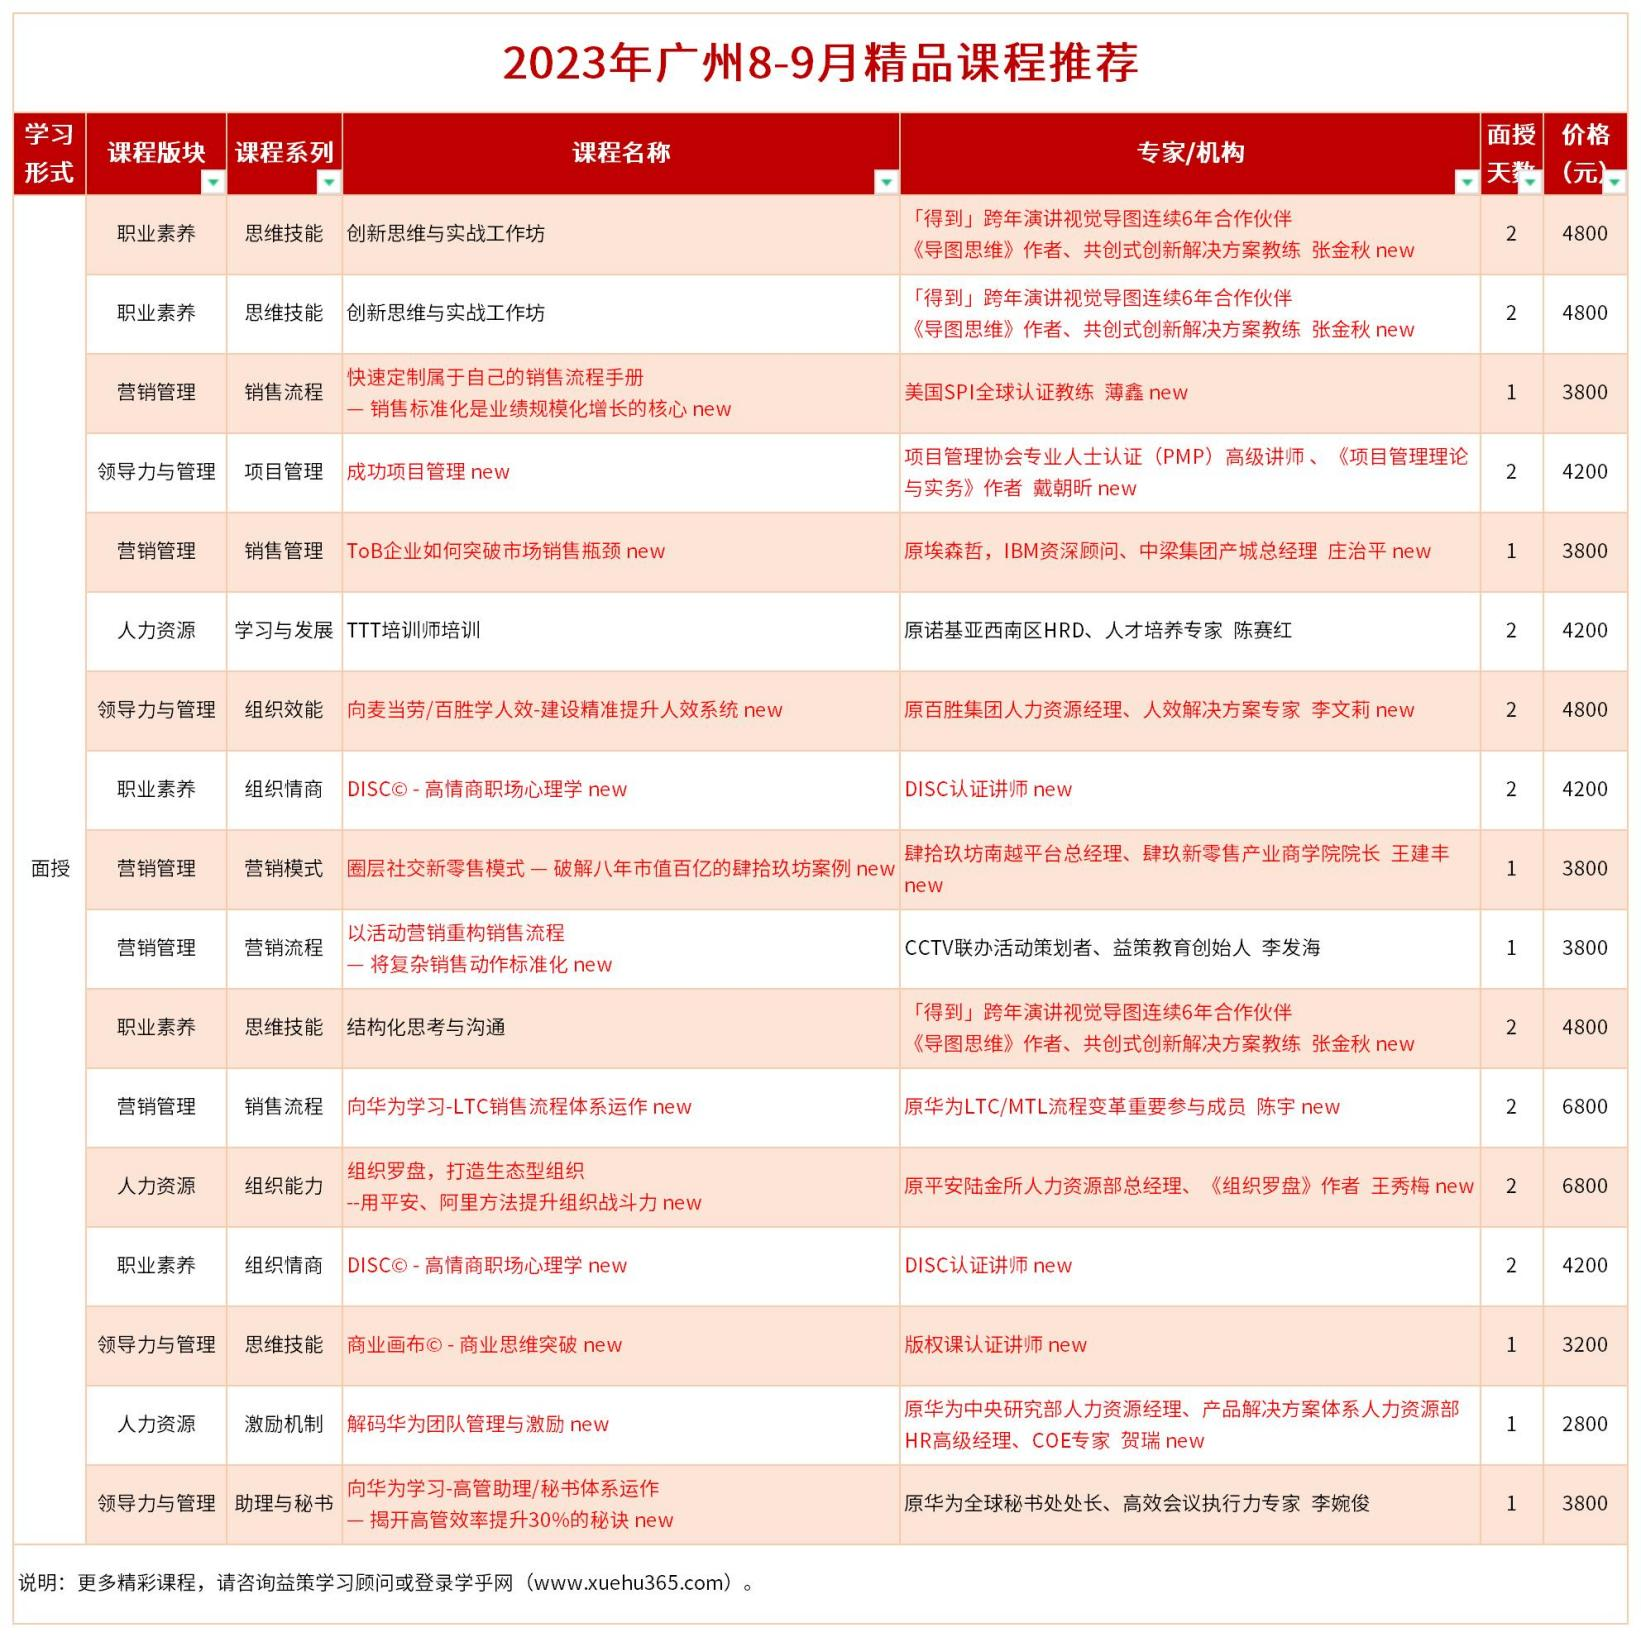 2023年广州8-9月精品课程推荐
学习
形式
课程版块
课程系列
课程名称
专家/机构
面授
天数
价格
（元）
面授
职业素养
思维技能
创新思维与实战工作坊
「得到」跨年演讲视觉导图连续6年合作伙伴
《导图思维》作者、共创式创新解决方案教练 张金秋 new
2
4800
职业素养
思维技能
创新思维与实战工作坊
「得到」跨年演讲视觉导图连续6年合作伙伴
《导图思维》作者、共创式创新解决方案教练 张金秋 new
2
4800
营销管理
销售流程
快速定制属于自己的销售流程手册
— 销售标准化是业绩规模化增长的核心 new
美国SPI全球认证教练 薄鑫 new
1
3800
领导力与管理
项目管理
成功项目管理 new
项目管理协会专业人士认证（PMP）高级讲师 、《项目管理理论
与实务》作者 戴朝昕 new
2
4200
营销管理
销售管理
ToB企业如何突破市场销售瓶颈 new
原埃森哲，IBM资深顾问、中梁集团产城总经理 庄治平 new
1
3800
人力资源
学习与发展
TTT培训师培训
原诺基亚西南区HRD、人才培养专家 陈赛红
2
4200
领导力与管理
组织效能
向麦当劳/百胜学人效-建设精准提升人效系统 new
原百胜集团人力资源经理、人效解决方案专家 李文莉 new
2
4800
职业素养
组织情商
DISC© - 高情商职场心理学 new
DISC认证讲师 new
2
4200
营销管理
营销模式
圈层社交新零售模式 — 破解八年市值百亿的肆拾玖坊案例 new
肆拾玖坊南越平台总经理、肆玖新零售产业商学院院长 王建丰
new
1
3800
营销管理
营销流程
以活动营销重构销售流程
— 将复杂销售动作标准化 new
CCTV联办活动策划者、益策教育创始人 李发海
1
3800
职业素养
思维技能
结构化思考与沟通
「得到」跨年演讲视觉导图连续6年合作伙伴
《导图思维》作者、共创式创新解决方案教练 张金秋 new
2
4800
营销管理
销售流程
向华为学习-LTC销售流程体系运作 new
原华为LTC/MTL流程变革重要参与成员 陈宇 new
2
6800
人力资源
组织能力
组织罗盘，打造生态型组织
--用平安、阿里方法提升组织战斗力 new
原平安陆金所人力资源部总经理、《组织罗盘》作者 王秀梅 new
2
6800
职业素养
组织情商
DISC© - 高情商职场心理学 new
DISC认证讲师 new
2
4200
领导力与管理
思维技能
商业画布© - 商业思维突破 new
版权课认证讲师 new
1
3200
人力资源
激励机制
解码华为团队管理与激励 new
原华为中央研究部人力资源经理、产品解决方案体系人力资源部
HR高级经理、COE专家 贺瑞 new
1
2800
领导力与管理
助理与秘书
向华为学习-高管助理/秘书体系运作
— 揭开高管效率提升30%的秘诀 new
原华为全球秘书处处长、高效会议执行力专家 李婉俊
1
3800
说明：更多精彩课程，请咨询益策学习顾问或登录学乎网（www.xuehu365.com）。